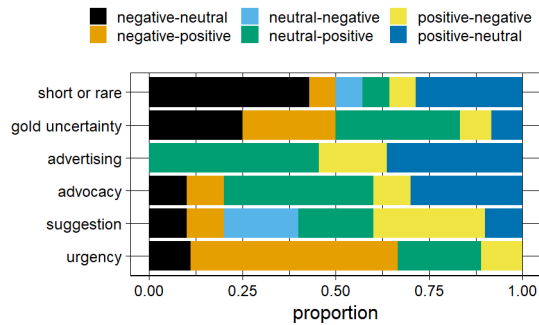 negative-neutral neutral-negative positive-negative
negative-positive neutral-positive positive-neutral
short or rare
gold uncertainty
advertising
advocacy
suggestion
urgency
0.00 0.25 0.50 0.75 1.00
proportion